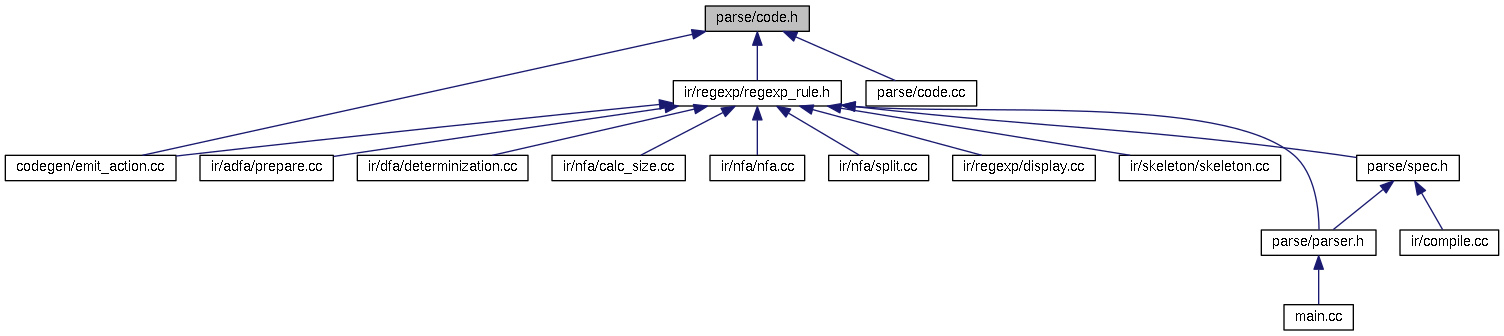 parse/code.h
ir/regexp/regexp_rule.h
parse/code.cc
codegen/emit_action.cc
ir/adfa/prepare.cc
ir/dfa/determinization.cc
ir/nfa/calc_size.cc
ir/nfa/nfa.cc
ir/nfa/split.cc
ir/regexp/display.cc
ir/skeleton/skeleton.cc
parse/spec.h
parse/parser.h
ir/compile.cc
main.cc